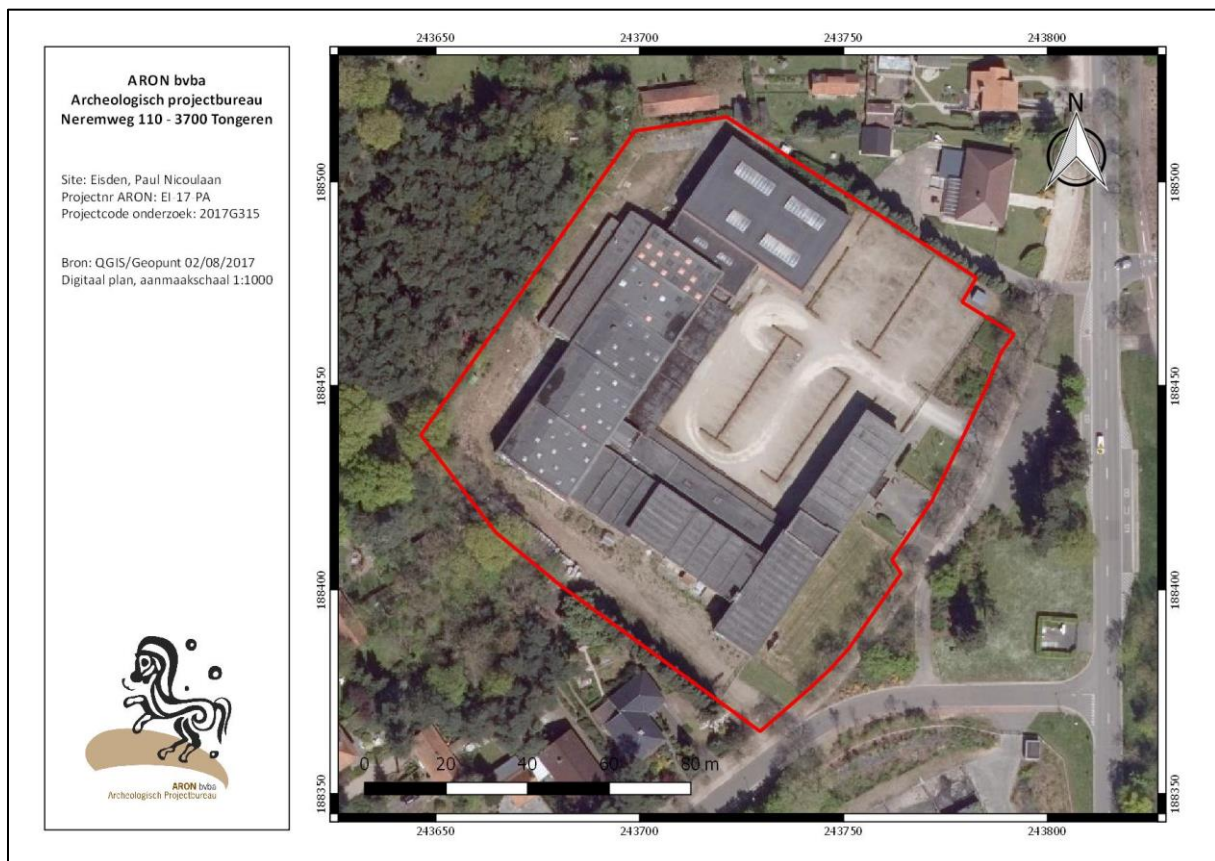 ARON bvba
Archeologisch projectbureau
Neremweg 110 - 3700 Tongeren
Site: Eisden, Paul Nicoulaan
Projectnr ARON: EI-17-PA
Projectcode onderzoek: 2017G315
Bron: QGIS/Geopunt 02/08/2017
Digitaal plan, aanmaakschaal 1:1000
ARON bvba
Archeologisch Projectbureau
243650 243700 243750 243800
188500
188450
188400
188350
N
188500
188450
188400
188350
0 20 40 60 80 m
243650 243700 243750 243800